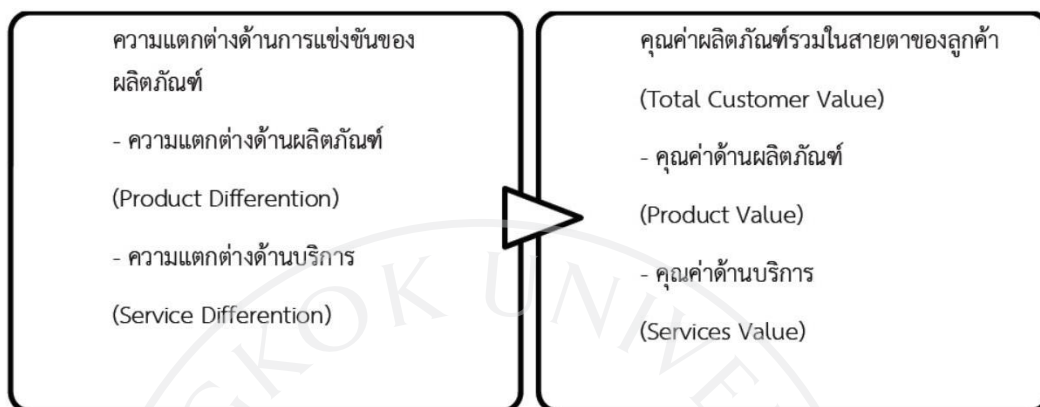 ความแตกต่างด้านการแข่งขันของ
ผลิตภัณฑ์
- ความแตกต่างด้านผลิตภัณฑ์
(Product Differention)
- ความแตกต่างด้านบริการ
(Service Differention)
คุณค่าผลิตภัณฑ์รวมในสายตาของลูกค้า
(Total Customer Value)
- คุณค่าด้านผลิตภัณฑ์
(Product Value)
- คุณค่าด้านบริการ
(Services Value)
GKOK UNIVE